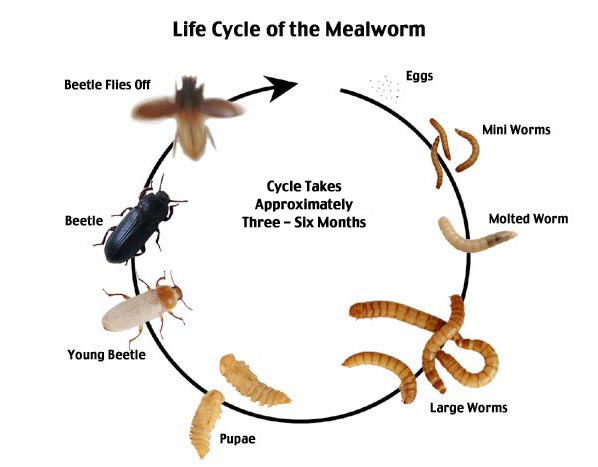 Life Cycle of the Mealworm
Beetle Flies Off
Eggs
Mini Worms
Cycle Takes
Approximately
Three – Six Months
Molted Worm
Beetle
Young Beetle
Large Worms
Pupae